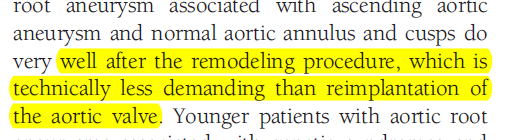 root aneurysm associated with ascending aortic
aneurysm and normal aortic annulus and cusps do
very well after the remodeling procedure, which is
technically less demanding than reimplantation of
the aortic valve. Younger patients with aortic root